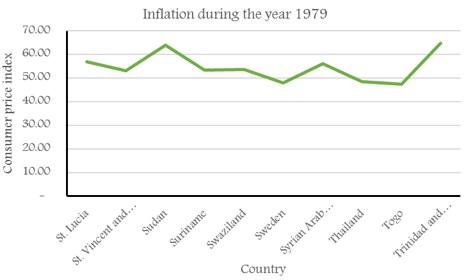 Inflation during the year 1979
Consumer price index
70.00
60.00
50.00
40.00
30.00
20.00
10.00
-
St. Lucia
St. Vincent and…
Sudan
Suriname
Swaziland
Sweden
Syrian Arab…
Thailand
Togo
Trinidad and…
Country